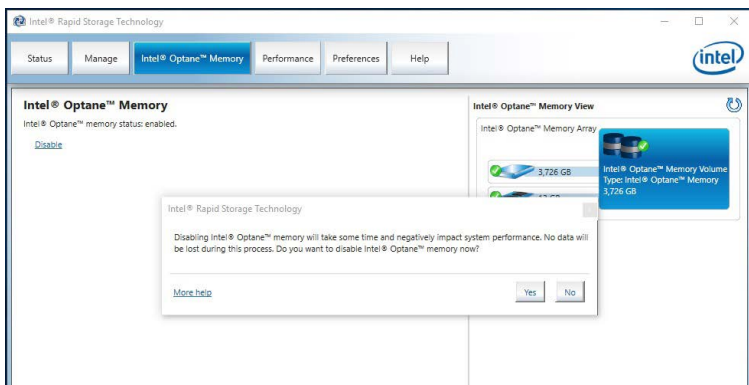 Intel® Rapid Storage Technology
Status
Manage
Intel® Optane™ Memory
Performance
Preferences
Help
intel
Intel® Optane™ Memory
Intel® Optane™ memory status: enabled.
Disable
Intel® Optane™ Memory View
Intel® Optane™ Memory Array
3,726 GB
Intel® Optane™ Memory Volume
Type: Intel® Optane™ Memory
3,726 GB
Intel® Rapid Storage Technology
Disabling Intel® Optane™ memory will take some time and negatively impact system performance. No data will
be lost during this process. Do you want to disable Intel® Optane™ memory now?
More help
Yes
No